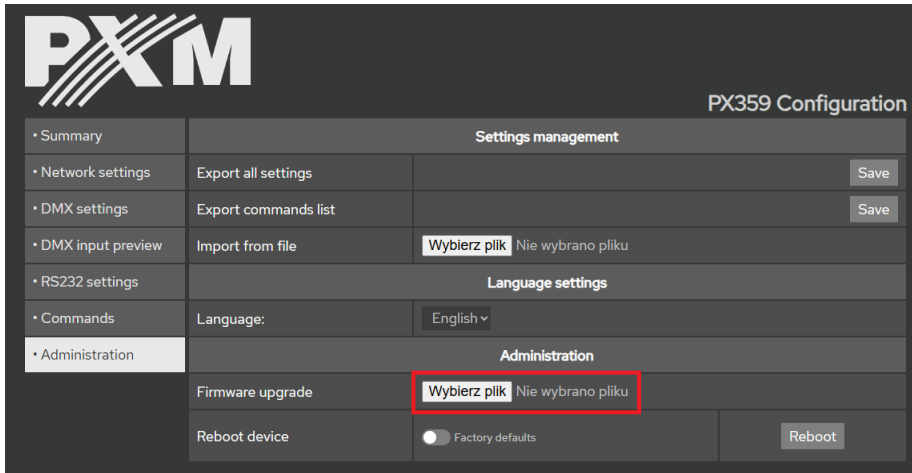 PXM
PX359 Configuration
• Summary
Settings management
• Network settings
Export all settings
Save
• DMX settings
Export commands list
Save
• DMX input preview
Import from file
Wybierz plik Nie wybrano pliku
• RS232 settings
Language settings
• Commands
Language:
English
• Administration
Administration
Firmware upgrade
Wybierz plik Nie wybrano pliku
Reboot device
Factory defaults
Reboot